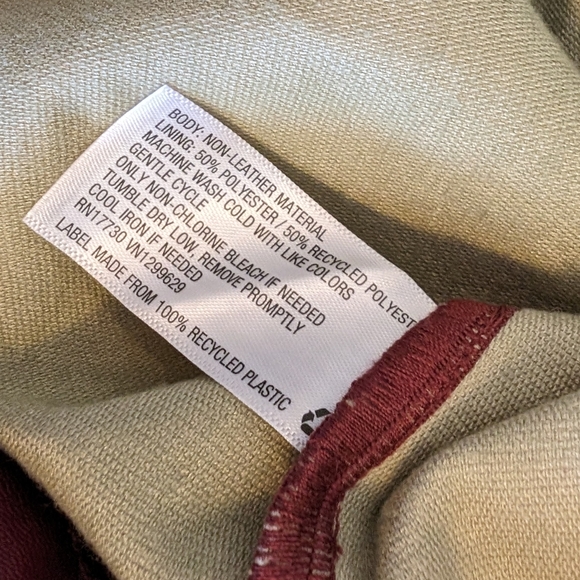 BODY: NON-LEATHER MATERIAL
LINING: 50% POLYESTER, 50% RECYCLED POLYEST
MACHINE WASH COLD WITH LIKE COLORS
GENTLE CYCLE
ONLY NON-CHLORINE BLEACH IF NEEDED
TUMBLE DRY LOW, REMOVE PROMPTLY
COOL IRON IF NEEDED
RN17730 VN1299629
LABEL MADE FROM 100% RECYCLED PLASTIC